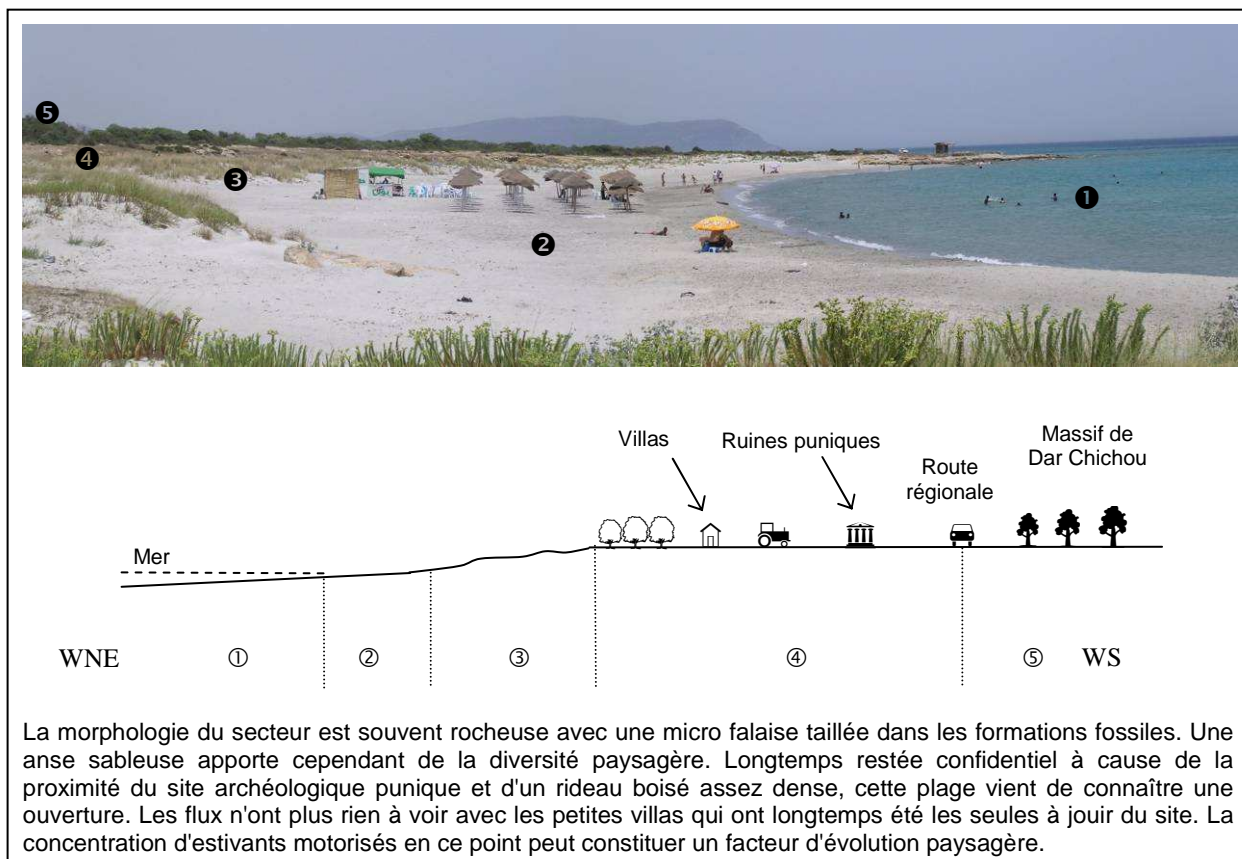 ❺
❹
❸
❶
❷
Villas
Ruines puniques
Massif de
Dar Chichou
Route
régionale
Mer
WNE ① ② ③ ④ ⑤ WS
La morphologie du secteur est souvent rocheuse avec une micro falaise taillée dans les formations fossiles. Une
anse sableuse apporte cependant de la diversité paysagère. Longtemps restée confidentiel à cause de la
proximité du site archéologique punique et d'un rideau boisé assez dense, cette plage vient de connaître une
ouverture. Les flux n'ont plus rien à voir avec les petites villas qui ont longtemps été les seules à jouir du site. La
concentration d'estivants motorisés en ce point peut constituer un facteur d'évolution paysagère.